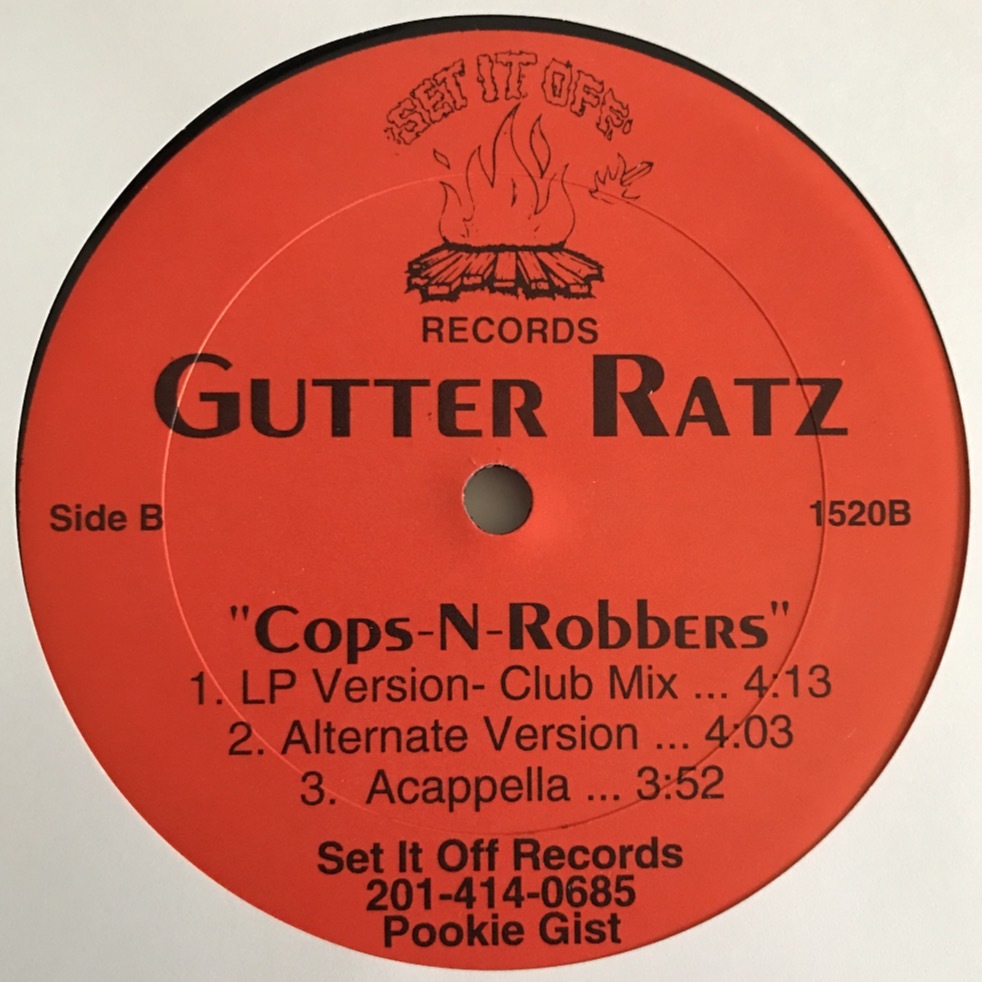 SET IT OFF
RECORDS
GUTTER RATZ
Side B
1520B
"Cops-N-Robbers"
1. LP Version- Club Mix ... 4:13
2. Alternate Version ... 4:03
3. Acappella ... 3:52
Set It Off Records
201-414-0685
Pookie Gist